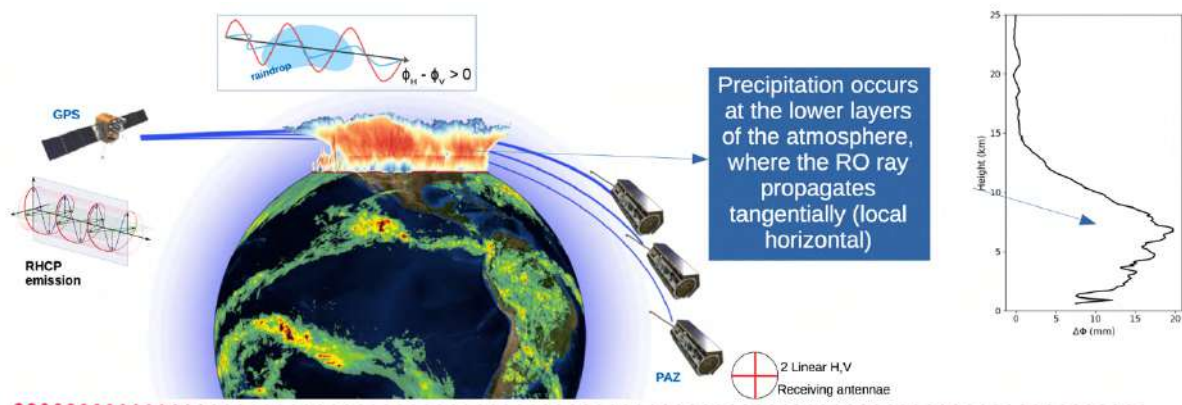 raindrop
ϕH - ϕV > 0
GPS
RHCP
emission
PAZ
2 Linear H,V
Receiving antennae
Precipitation occurs
at the lower layers
of the atmosphere,
where the RO ray
propagates
tangentially (local
horizontal)
Height (km)
25
20
15
10
5
0
0
5
10
15
20
ΔΦ (mm)